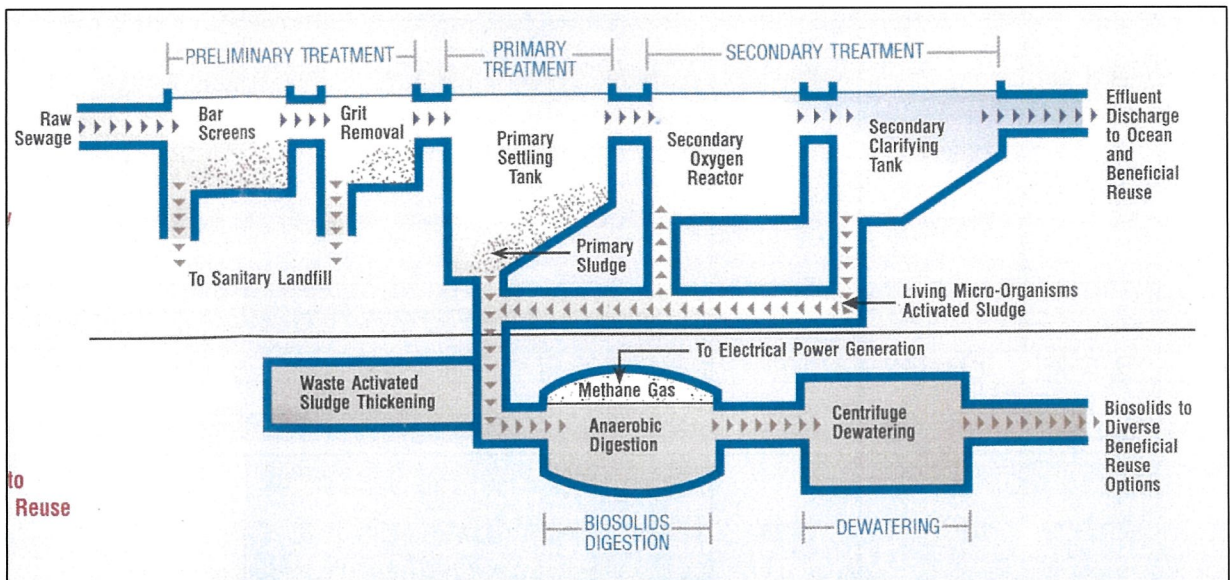 PRELIMINARY TREATMENT
PRIMARY
TREATMENT
SECONDARY TREATMENT
Raw
Sewage
Bar
Screens
Grit
Removal
Primary
Settling
Tank
Secondary
Oxygen
Reactor
Secondary
Clarifying
Tank
Effluent
Discharge
to Ocean
and
Beneficial
Reuse
To Sanitary Landfill
Primary
Sludge
Living Micro-Organisms
Activated Sludge
To Electrical Power Generation
Waste Activated
Sludge Thickening
Methane Gas
Anaerobic
Digestion
Centrifuge
Dewatering
Biosolids to
Diverse
Beneficial
Reuse
Options
to
Reuse
BIOSOLIDS
DIGESTION
DEWATERING